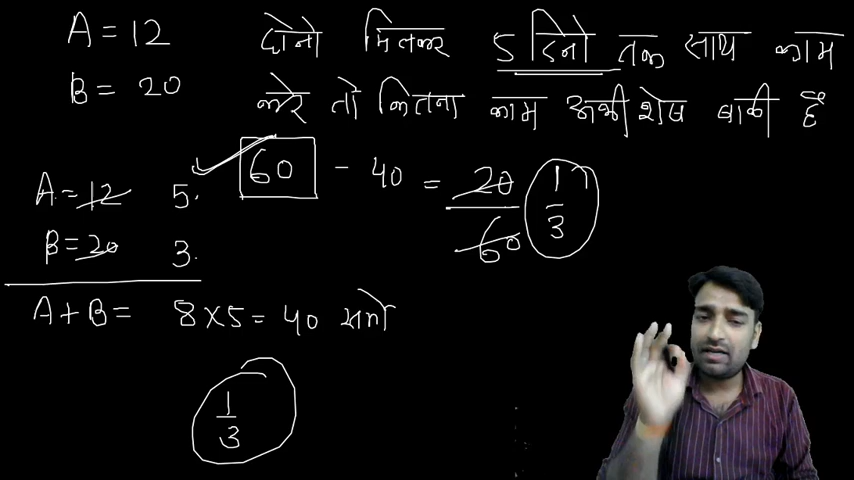 A = 12 दोनो मिलकर 5 दिनो तक साथ काम
B = 20 करे तो कितना काम अभी शेष बाकी है
60 - 40 = 20/60 1/3
A = 12 5
B = 20 3
A + B = 8 × 5 = 40
1/3